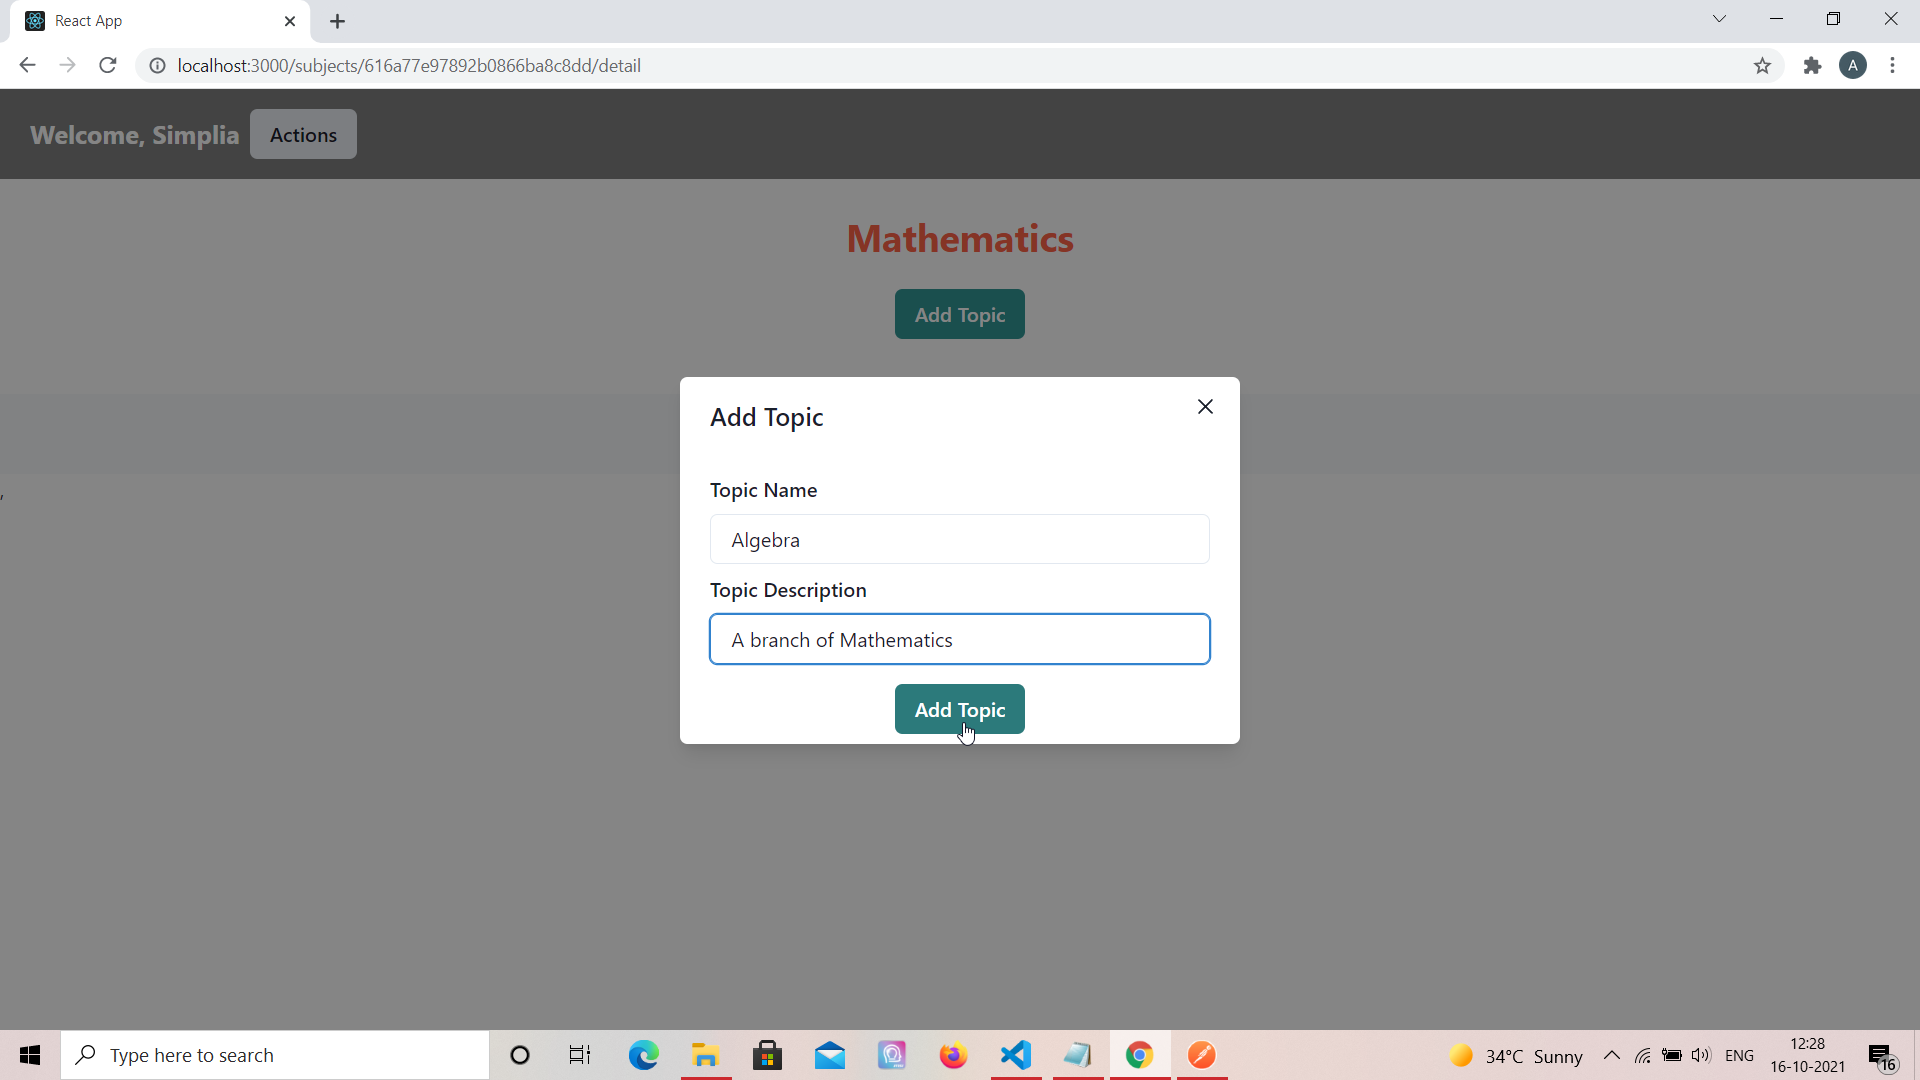 React App
localhost:3000/subjects/616a77e97892b0866ba8c8dd/detail
A
Welcome, Simplia
Actions
Mathematics
Add Topic
Add Topic
Topic Name
Algebra
Topic Description
A branch of Mathematics
Add Topic
,
Type here to search
34°C Sunny
ENG
12:28
16-10-2021
16